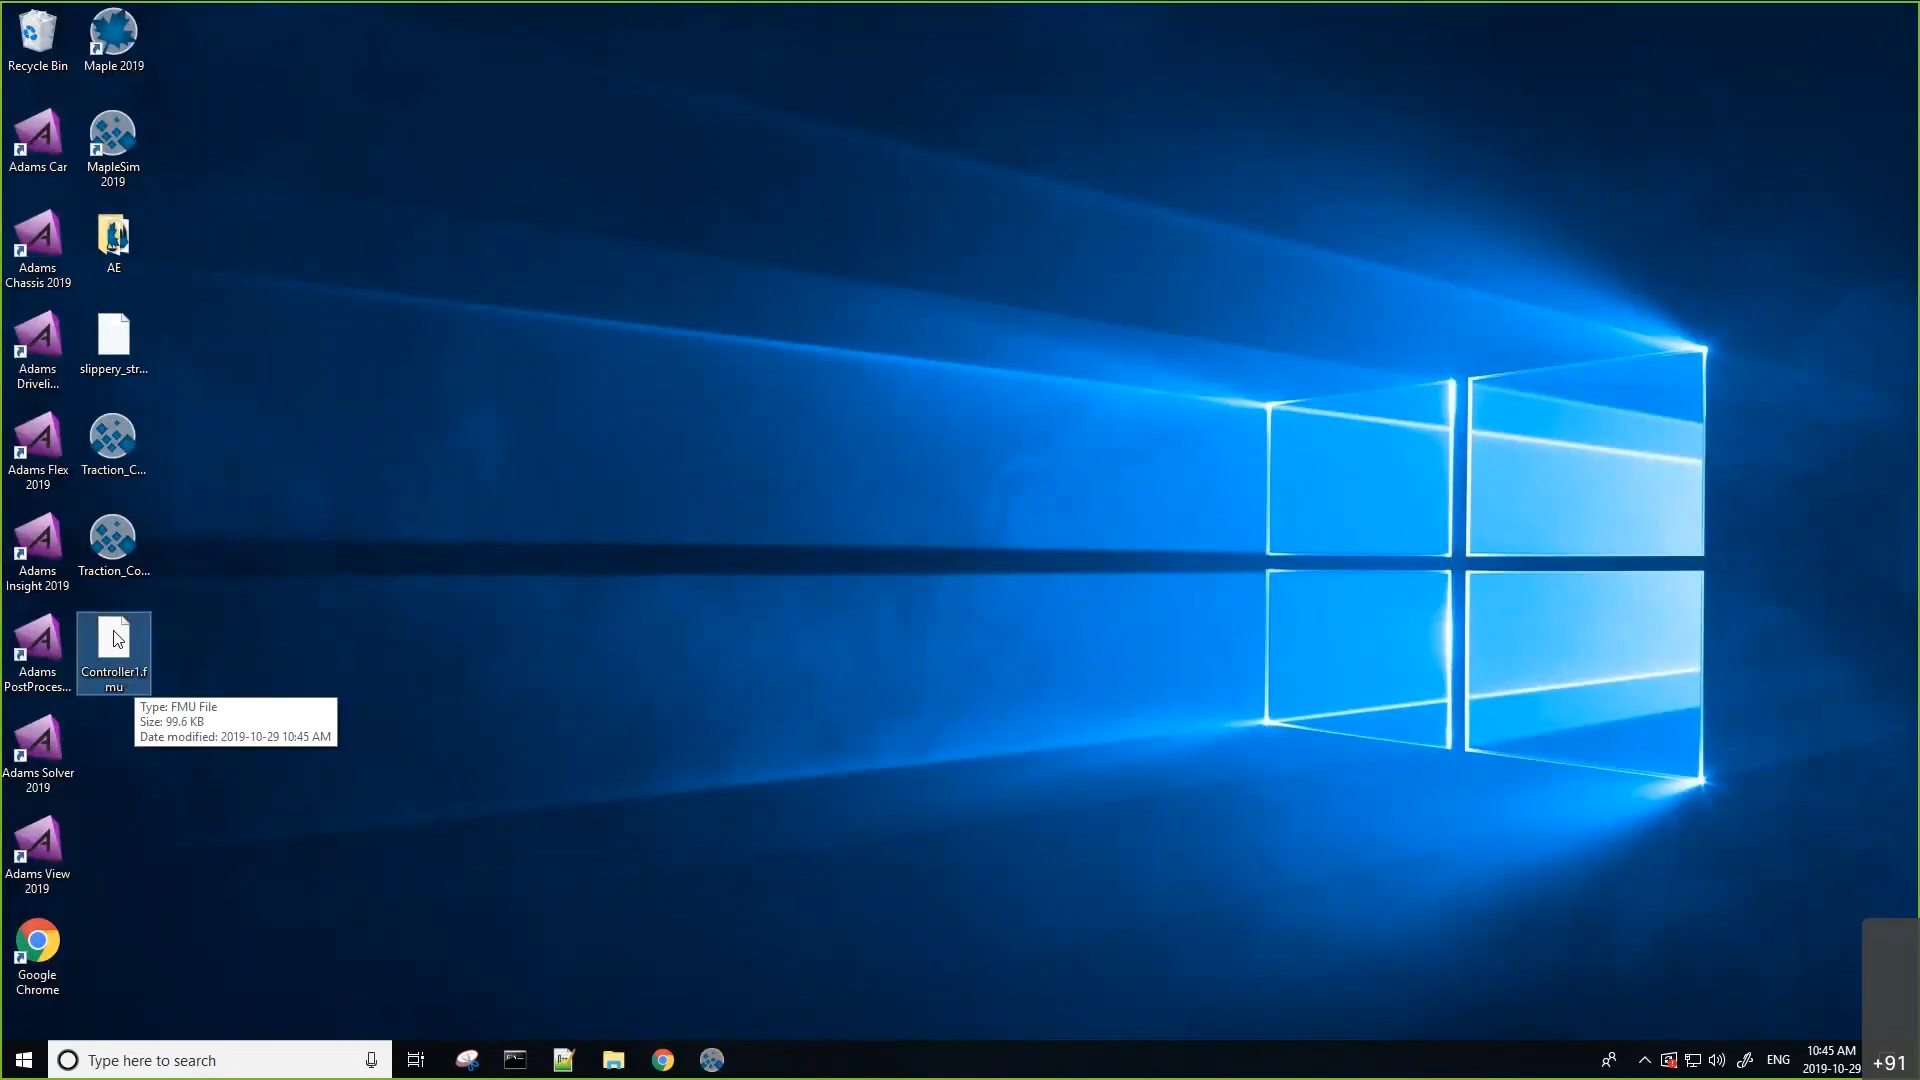 Recycle Bin
Maple 2019
Adams Car
MapleSim
2019
Adams
Chassis 2019
AE
Adams
Driveli...
slippery_str...
Adams Flex
2019
Traction_C...
Adams
Insight 2019
Traction_Co...
Adams
PostProces...
Controller1.f
mu
Type: FMU File
Size: 99.6 KB
Date modified: 2019-10-29 10:45 AM
Adams Solver
2019
Adams View
2019
Google
Chrome
Type here to search
ENG
10:45 AM
2019-10-29
+91